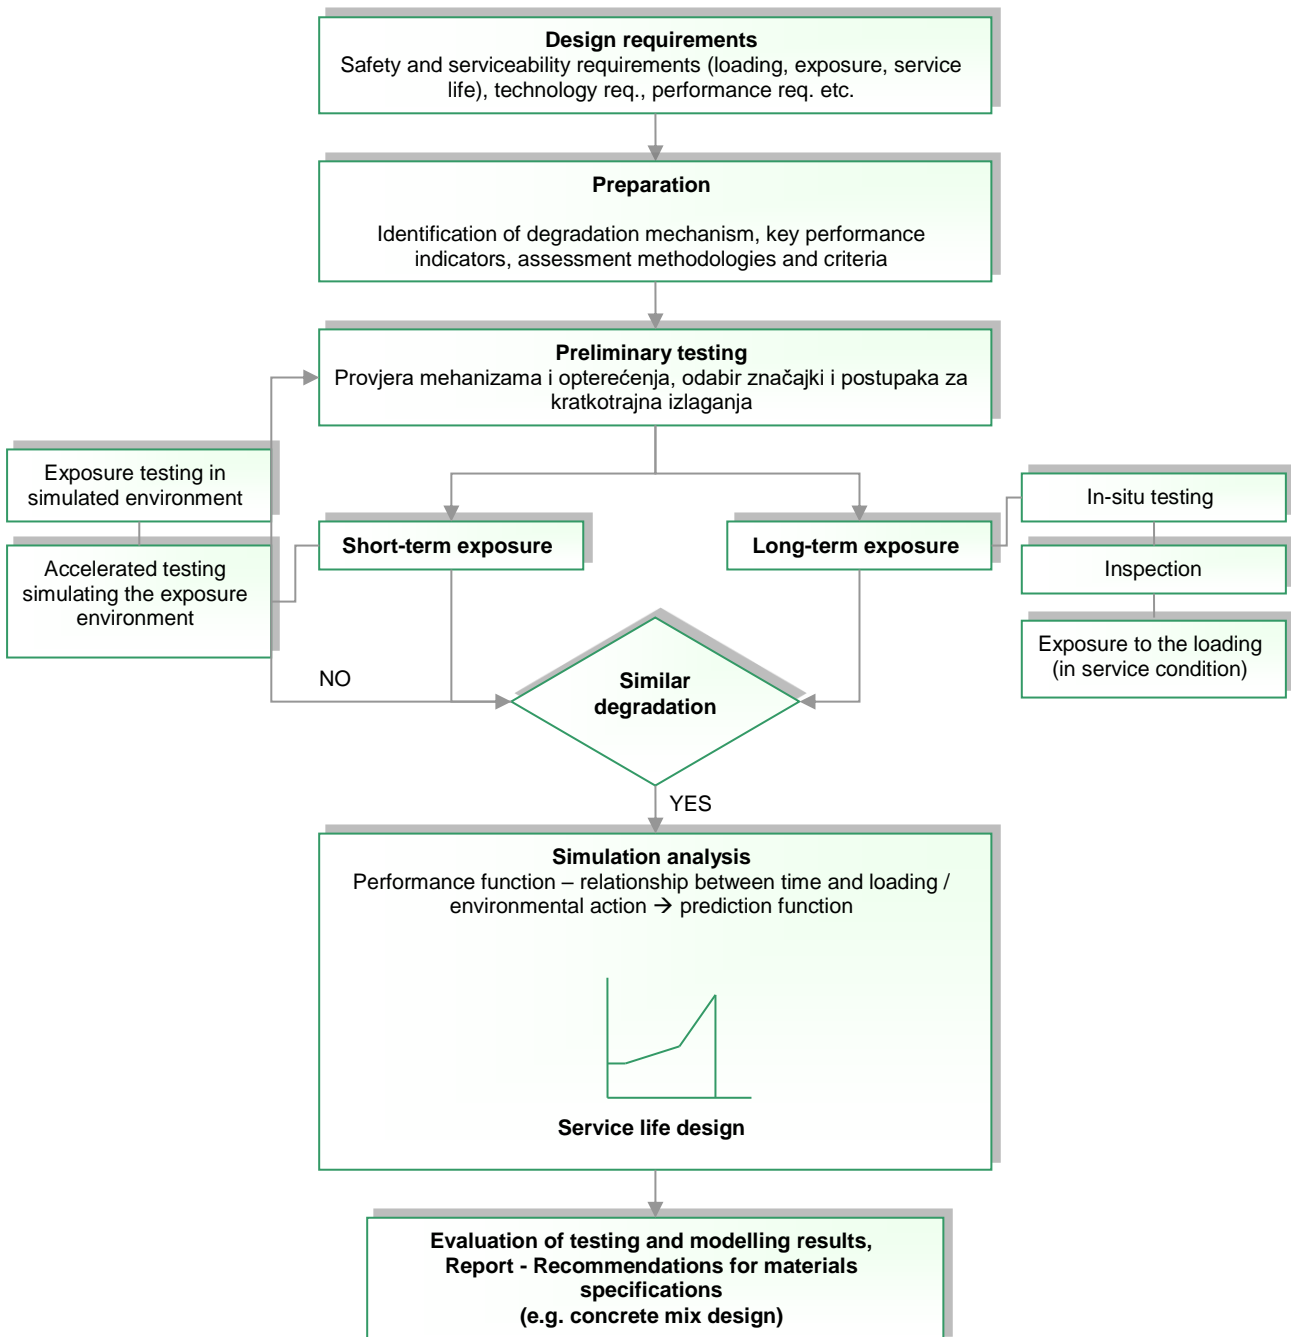 Design requirements
Safety and serviceability requirements (loading, exposure, service
life), technology req., performance req. etc.
Preparation
Identification of degradation mechanism, key performance
indicators, assessment methodologies and criteria
Preliminary testing
Provjera mehanizama i opterećenja, odabir značajki i postupaka za
kratkotrajna izlaganja
Exposure testing in
simulated environment
Accelerated testing
simulating the exposure
environment
Short-term exposure
Long-term exposure
In-situ testing
Inspection
Exposure to the loading
(in service condition)
NO
Similar
degradation
YES
Simulation analysis
Performance function – relationship between time and loading /
environmental action → prediction function
Service life design
Evaluation of testing and modelling results,
Report - Recommendations for materials
specifications
(e.g. concrete mix design)